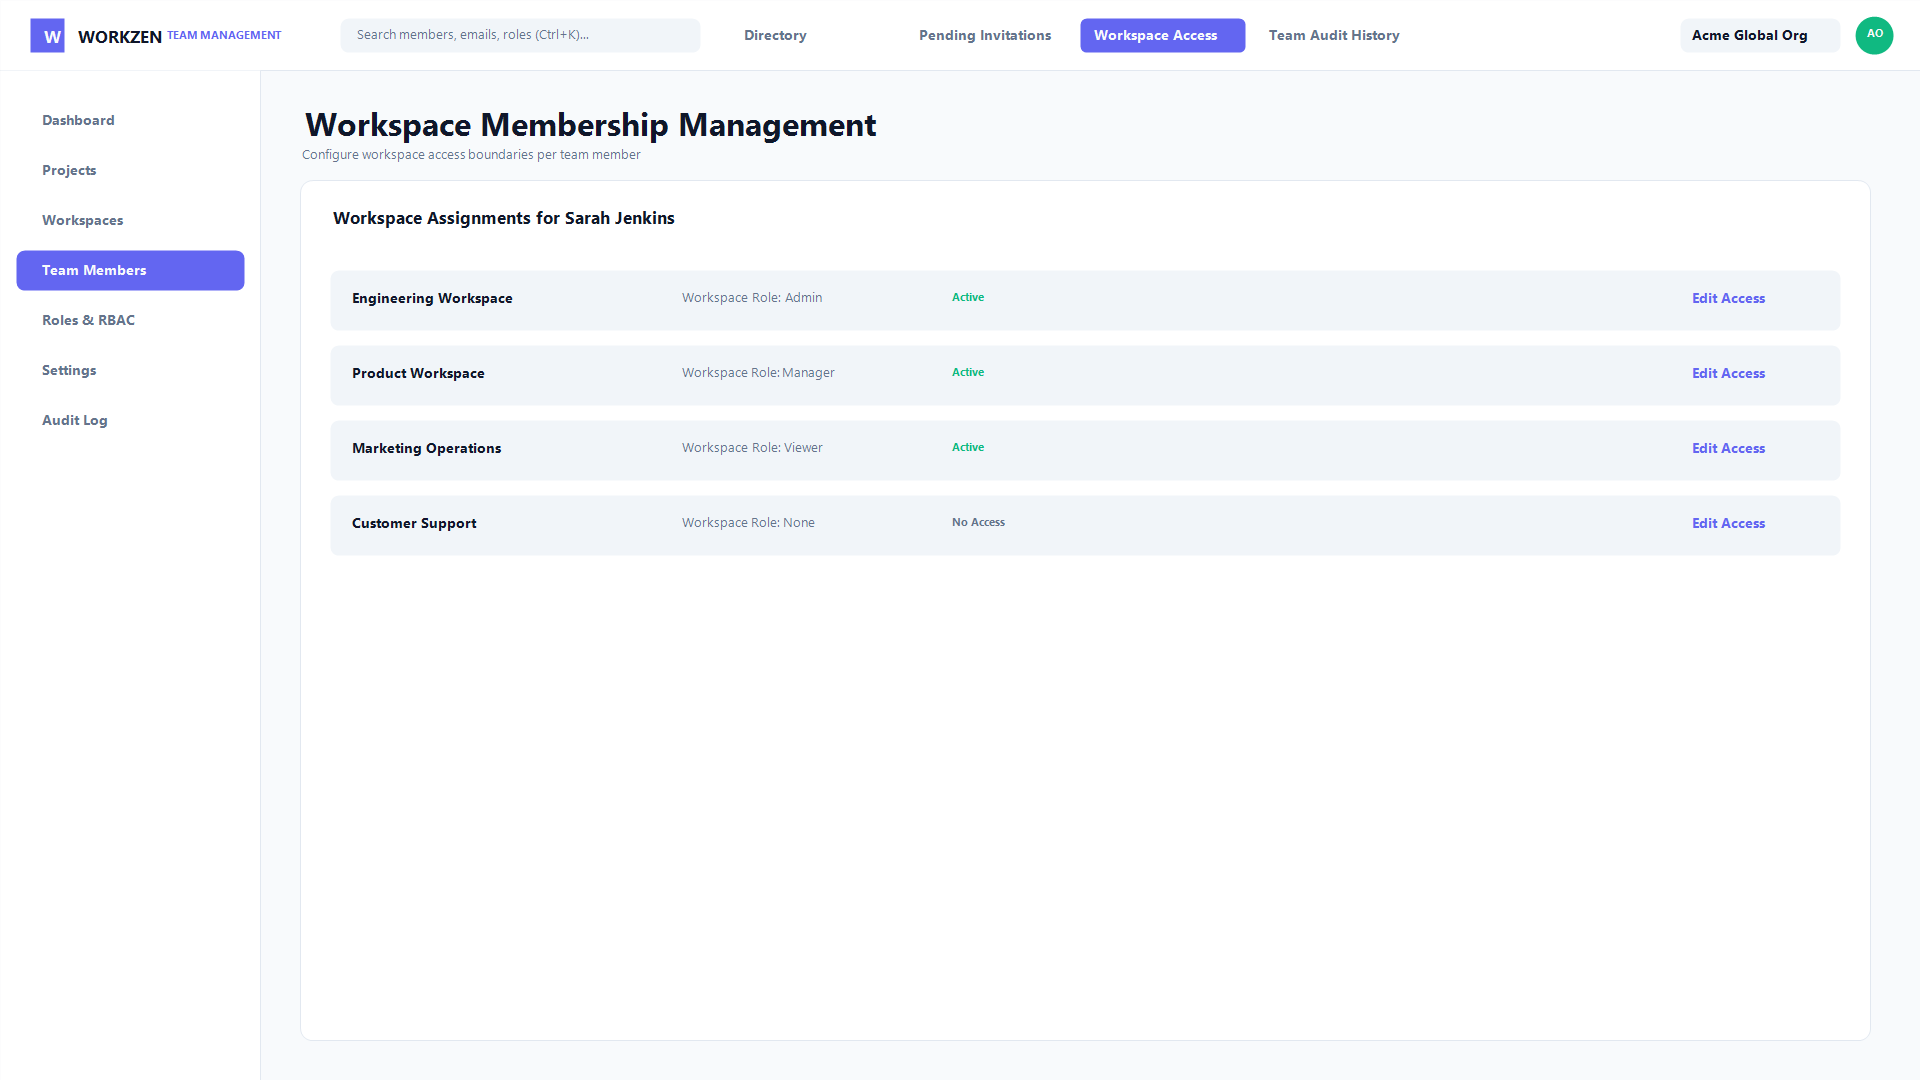 W WORKZEN TEAM MANAGEMENT
Search members, emails, roles (Ctrl+K)...
Directory
Pending Invitations
Workspace Access
Team Audit History
Acme Global Org
AO
Dashboard
Projects
Workspaces
Team Members
Roles & RBAC
Settings
Audit Log
Workspace Membership Management
Configure workspace access boundaries per team member
Workspace Assignments for Sarah Jenkins
Engineering Workspace Workspace Role: Admin Active Edit Access
Product Workspace Workspace Role: Manager Active Edit Access
Marketing Operations Workspace Role: Viewer Active Edit Access
Customer Support Workspace Role: None No Access Edit Access